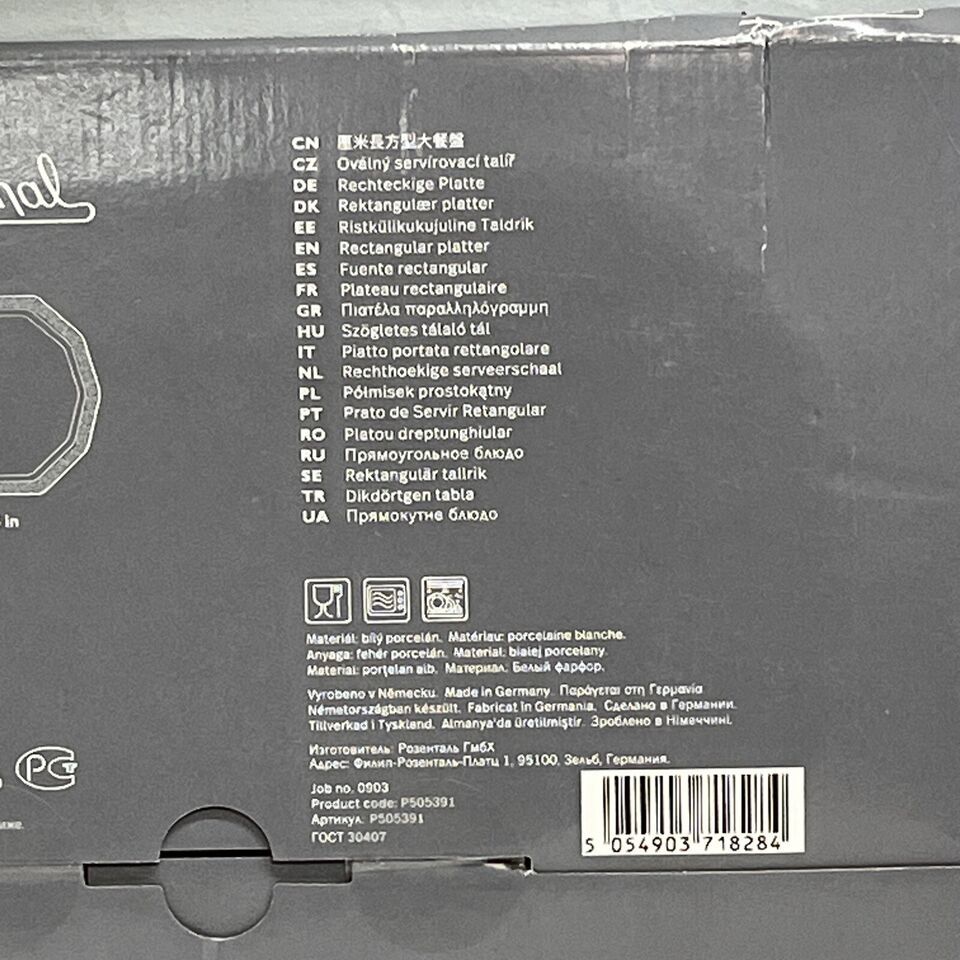 CN 厘米長方型大餐盤
CZ Oválný servírovací talíř
DE Rechteckige Platte
DK Rektangulær platter
EE Ristkülikukujuline Taldrik
EN Rectangular platter
ES Fuente rectangular
FR Plateau rectangulaire
GR Πιατέλα παραλληλόγραμμη
HU Szögletes tálaló tál
IT Piatto portata rettangolare
NL Rechthoekige serveerschaal
PL Półmisek prostokątny
PT Prato de Servir Retangular
RO Platou dreptunghiular
RU Прямоугольное блюдо
SE Rektangulär tallrik
TR Dikdörtgen tabla
UA Прямокутне блюдо
in
Materiál: bílý porcelán. Matériau: porcelaine blanche.
Anyaga: fehér porcelán. Materiał: białej porcelany.
Material: porțelan alb. Материал: Белый фарфор.
Vyrobeno v Německu. Made in Germany. Παράγεται στη Γερμανία
Németországban készült. Fabricat în Germania. Сделано в Германии.
Tillverkad i Tyskland. Almanya'da üretilmiştir. Зроблено в Німеччині.
Изготовитель: Розенталь ГмбХ
Адрес: Филип-Розенталь-Платц 1, 95100, Зельб, Германия.
Job no. 0903
Product code: P505391
Артикул: P505391
ГОСТ 30407
РСТ
5 054903 718284